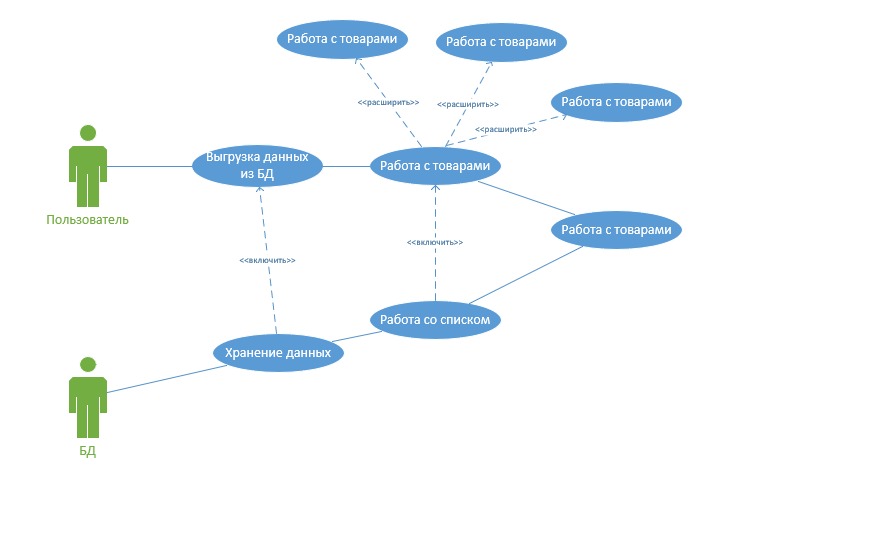 Работа с товарами
Работа с товарами
Работа с товарами
<<расширить>>
<<расширить>>
<<расширить>>
Выгрузка данных
из БД
Работа с товарами
Пользователь
Работа с товарами
<<включить>>
<<включить>>
Работа со списком
Хранение данных
БД